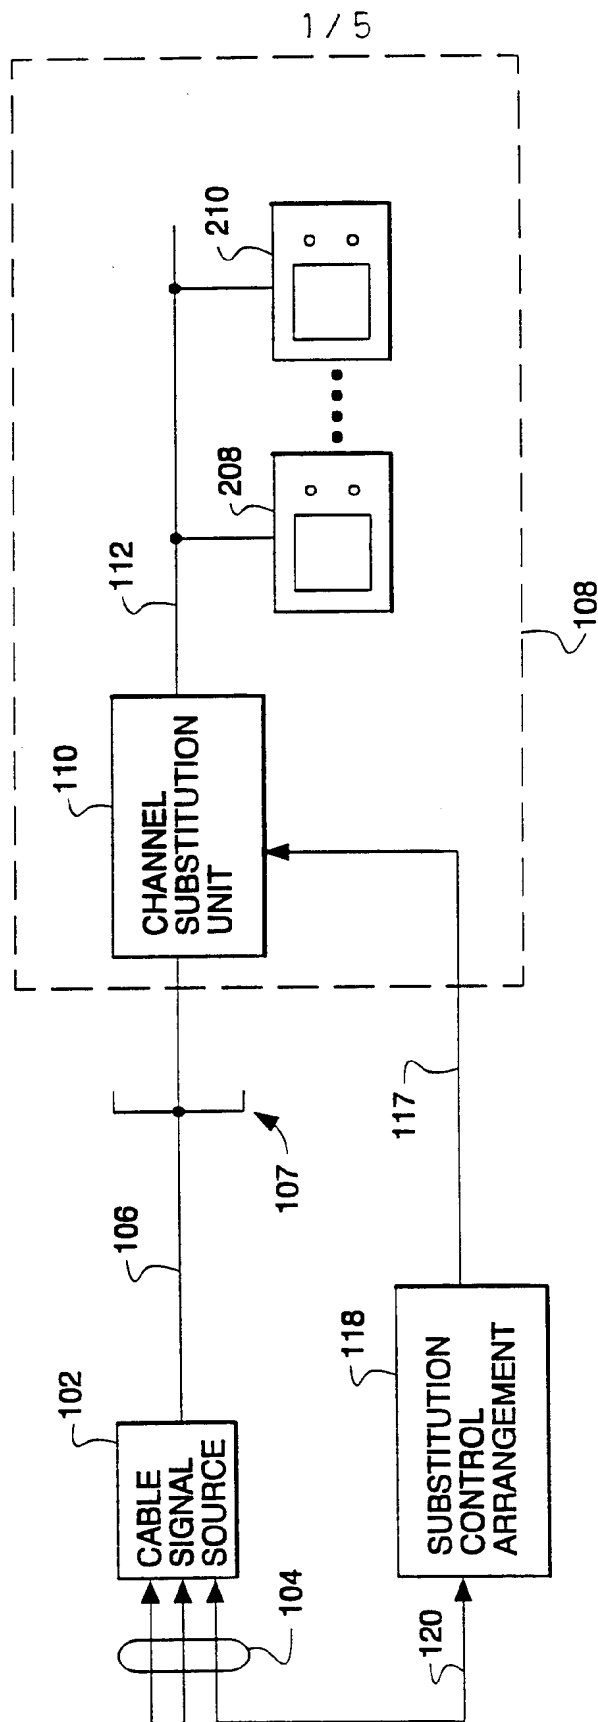 1/5
102
CABLE
SIGNAL
SOURCE
104
106
107
110
CHANNEL
SUBSTITUTION
UNIT
112
208
210
108
117
118
SUBSTITUTION
CONTROL
ARRANGEMENT
120